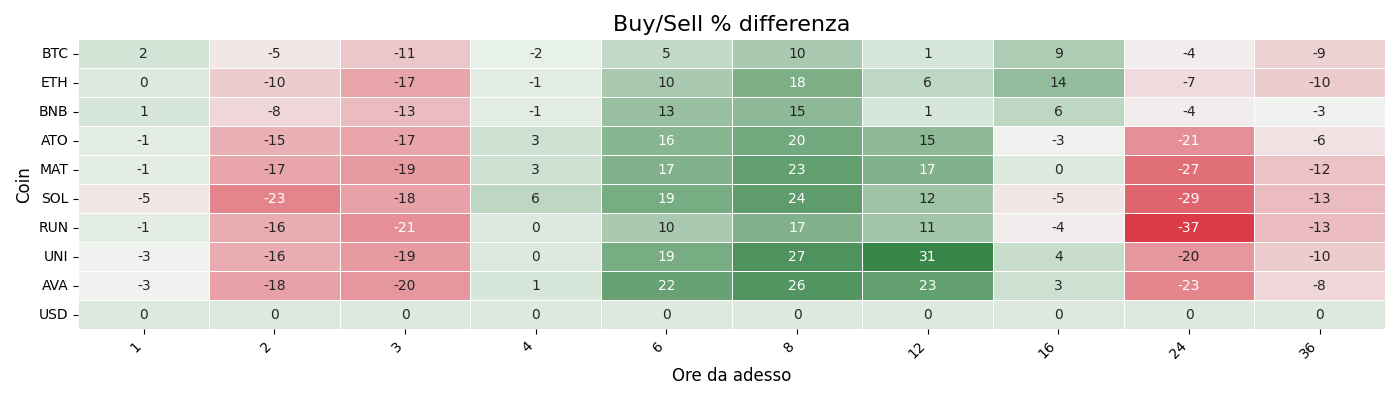 Buy/Sell % differenza
Coin
BTC 2 -5 -11 -2 5 10 1 9 -4 -9
ETH 0 -10 -17 -1 10 18 6 14 -7 -10
BNB 1 -8 -13 -1 13 15 1 6 -4 -3
ATO -1 -15 -17 3 16 20 15 -3 -21 -6
MAT -1 -17 -19 3 17 23 17 0 -27 -12
SOL -5 -23 -18 6 19 24 12 -5 -29 -13
RUN -1 -16 -21 0 10 17 11 -4 -37 -13
UNI -3 -16 -19 0 19 27 31 4 -20 -10
AVA -3 -18 -20 1 22 26 23 3 -23 -8
USD 0 0 0 0 0 0 0 0 0 0
1 2 3 4 6 8 12 16 24 36
Ore da adesso